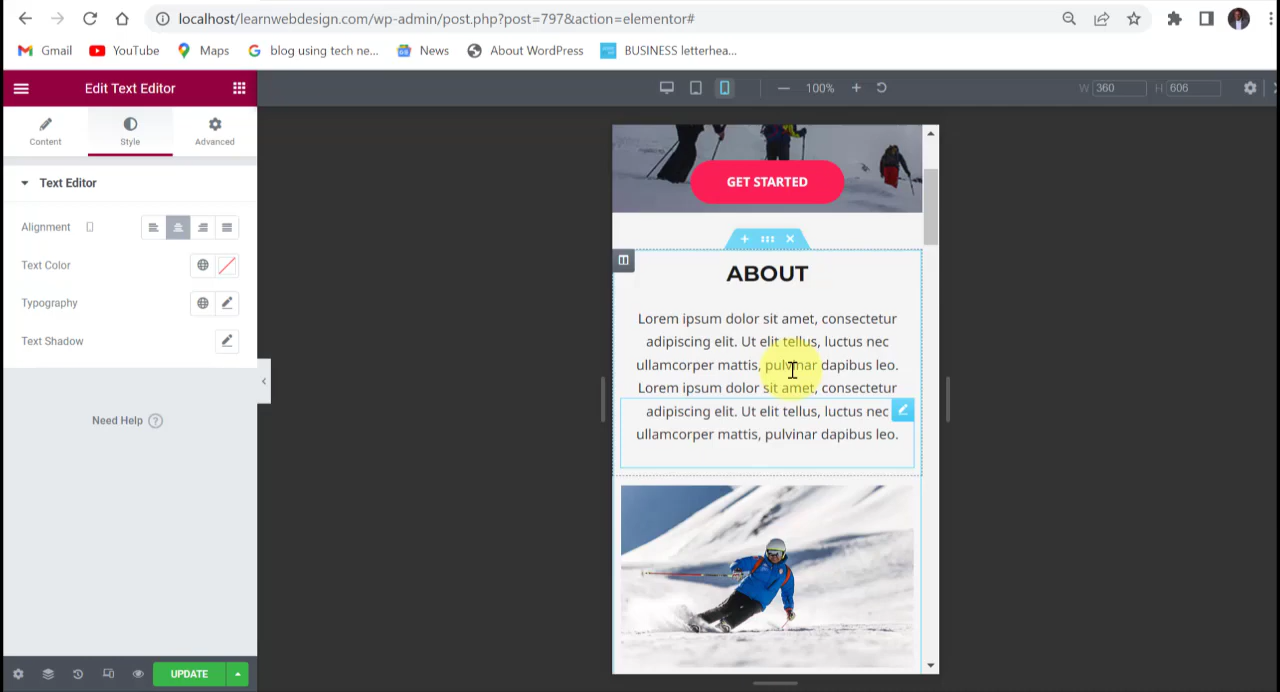 localhost/learnwebdesign.com/wp-admin/post.php?post=797&action=elementor#
Gmail YouTube Maps blog using tech ne... News About WordPress BUSINESS letterhea...
Edit Text Editor
100%
W 360 H 606
Content Style Advanced
Text Editor
Alignment
Text Color
Typography
Text Shadow
Need Help ?
UPDATE
GET STARTED
ABOUT
Lorem ipsum dolor sit amet, consectetur
adipiscing elit. Ut elit tellus, luctus nec
ullamcorper mattis, pulvinar dapibus leo.
Lorem ipsum dolor sit amet, consectetur
adipiscing elit. Ut elit tellus, luctus nec
ullamcorper mattis, pulvinar dapibus leo.